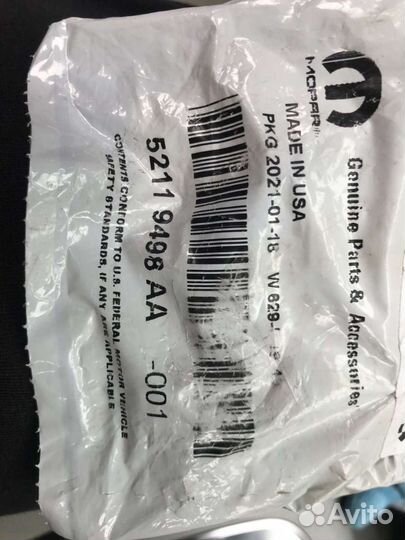 MOPAR
Genuine Parts & Accessories
MADE IN USA
PKG 2021-01-18 W 629
5211 9498 AA -001
CONTENTS CONFORM TO U.S. FEDERAL MOTOR VEHICLE
SAFETY STANDARDS, IF ANY ARE APPLICABLE
Avito